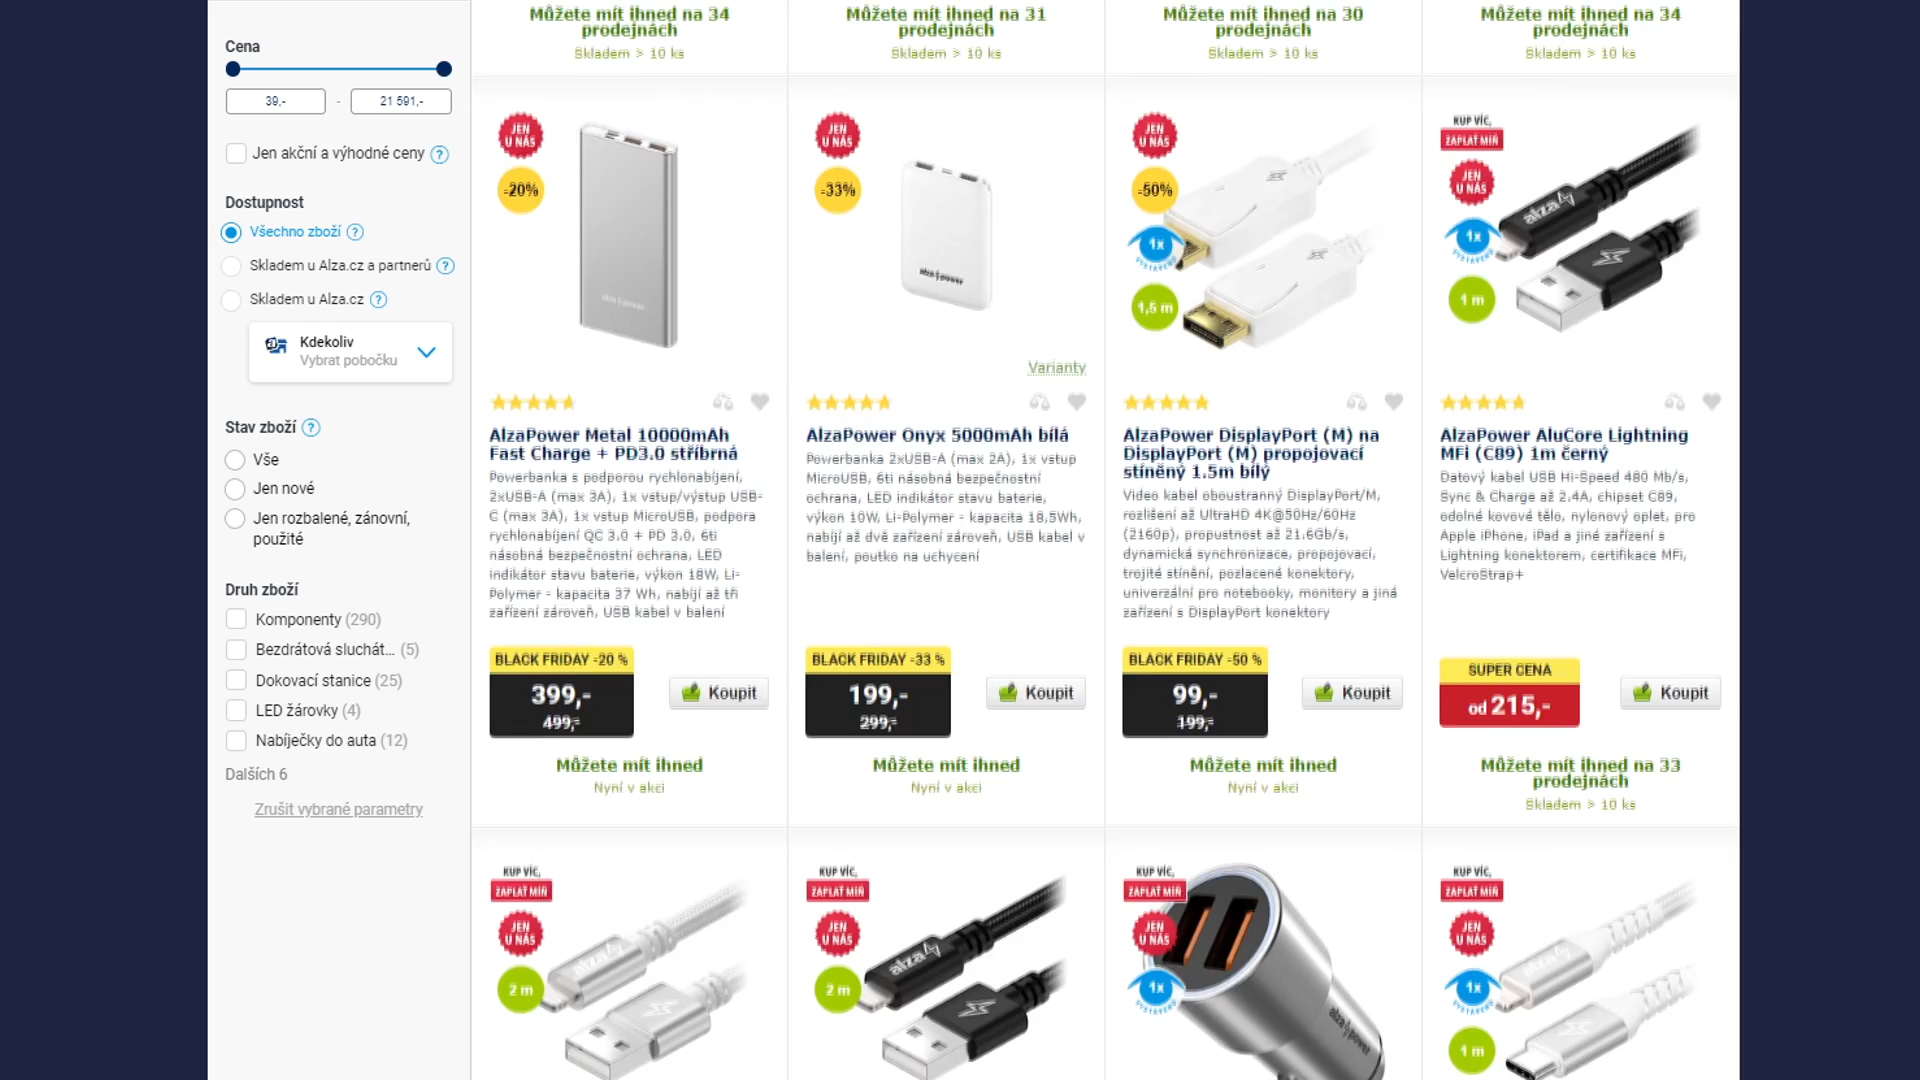 Cena
39,- - 21 591,-
Jen akční a výhodné ceny ?
Dostupnost
Všechno zboží ?
Skladem u Alza.cz a partnerů ?
Skladem u Alza.cz ?
Kdekoliv
Vybrat pobočku
Stav zboží ?
Vše
Jen nové
Jen rozbalené, zánovní,
použité
Druh zboží
Komponenty (290)
Bezdrátová sluchát... (5)
Dokovací stanice (25)
LED žárovky (4)
Nabíječky do auta (12)
Dalších 6
Zrušit vybrané parametry
Můžete mít ihned na 34
prodejnách
Skladem > 10 ks
Můžete mít ihned na 31
prodejnách
Skladem > 10 ks
Můžete mít ihned na 30
prodejnách
Skladem > 10 ks
Můžete mít ihned na 34
prodejnách
Skladem > 10 ks
JEN
U NÁS
-20%
alza power
AlzaPower Metal 10000mAh
Fast Charge + PD3.0 stříbrná
Powerbanka s podporou rychlonabíjení,
2xUSB-A (max 3A), 1x vstup/výstup USB-
C (max 3A), 1x vstup MicroUSB, podpora
rychlonabíjení QC 3.0 + PD 3.0, 6ti
násobná bezpečnostní ochrana, LED
indikátor stavu baterie, výkon 18W, Li-
Polymer - kapacita 37 Wh, nabíjí až tři
zařízení zároveň, USB kabel v balení
BLACK FRIDAY -20 %
399,-
499,-
Koupit
Můžete mít ihned
Nyní v akci
JEN
U NÁS
-33%
alza power
Varianty
AlzaPower Onyx 5000mAh bílá
Powerbanka 2xUSB-A (max 2A), 1x vstup
MicroUSB, 6ti násobná bezpečnostní
ochrana, LED indikátor stavu baterie,
výkon 10W, Li-Polymer - kapacita 18,5Wh,
nabíjí až dvě zařízení zároveň, USB kabel v
balení, poutko na uchycení
BLACK FRIDAY -33 %
199,-
299,-
Koupit
Můžete mít ihned
Nyní v akci
JEN
U NÁS
-50%
1x
VYSTAVENO
1,5 m
AlzaPower DisplayPort (M) na
DisplayPort (M) propojovací
stíněný 1.5m bílý
Video kabel oboustranný DisplayPort/M,
rozlišení až UltraHD 4K@50Hz/60Hz
(2160p), propustnost až 21.6Gb/s,
dynamická synchronizace, propojovací,
trojité stínění, pozlacené konektory,
univerzální pro notebooky, monitory a jiná
zařízení s DisplayPort konektory
BLACK FRIDAY -50 %
99,-
199,-
Koupit
Můžete mít ihned
Nyní v akci
KUP VÍC,
ZAPLAŤ MÍŇ
JEN
U NÁS
1x
VYSTAVENO
1 m
alza
AlzaPower AluCore Lightning
MFi (C89) 1m černý
Datový kabel USB Hi-Speed 480 Mb/s,
Sync & Charge až 2.4A, chipset C89,
odolné kovové tělo, nylonový oplet, pro
Apple iPhone, iPad a jiné zařízení s
Lightning konektorem, certifikace MFi,
VelcroStrap+
SUPER CENA
od 215,-
Koupit
Můžete mít ihned na 33
prodejnách
Skladem > 10 ks
KUP VÍC,
ZAPLAŤ MÍŇ
JEN
U NÁS
2 m
alza
KUP VÍC,
ZAPLAŤ MÍŇ
JEN
U NÁS
2 m
alza
KUP VÍC,
ZAPLAŤ MÍŇ
JEN
U NÁS
1x
VYSTAVENO
alza power
KUP VÍC,
ZAPLAŤ MÍŇ
JEN
U NÁS
1x
VYSTAVENO
1 m
alza